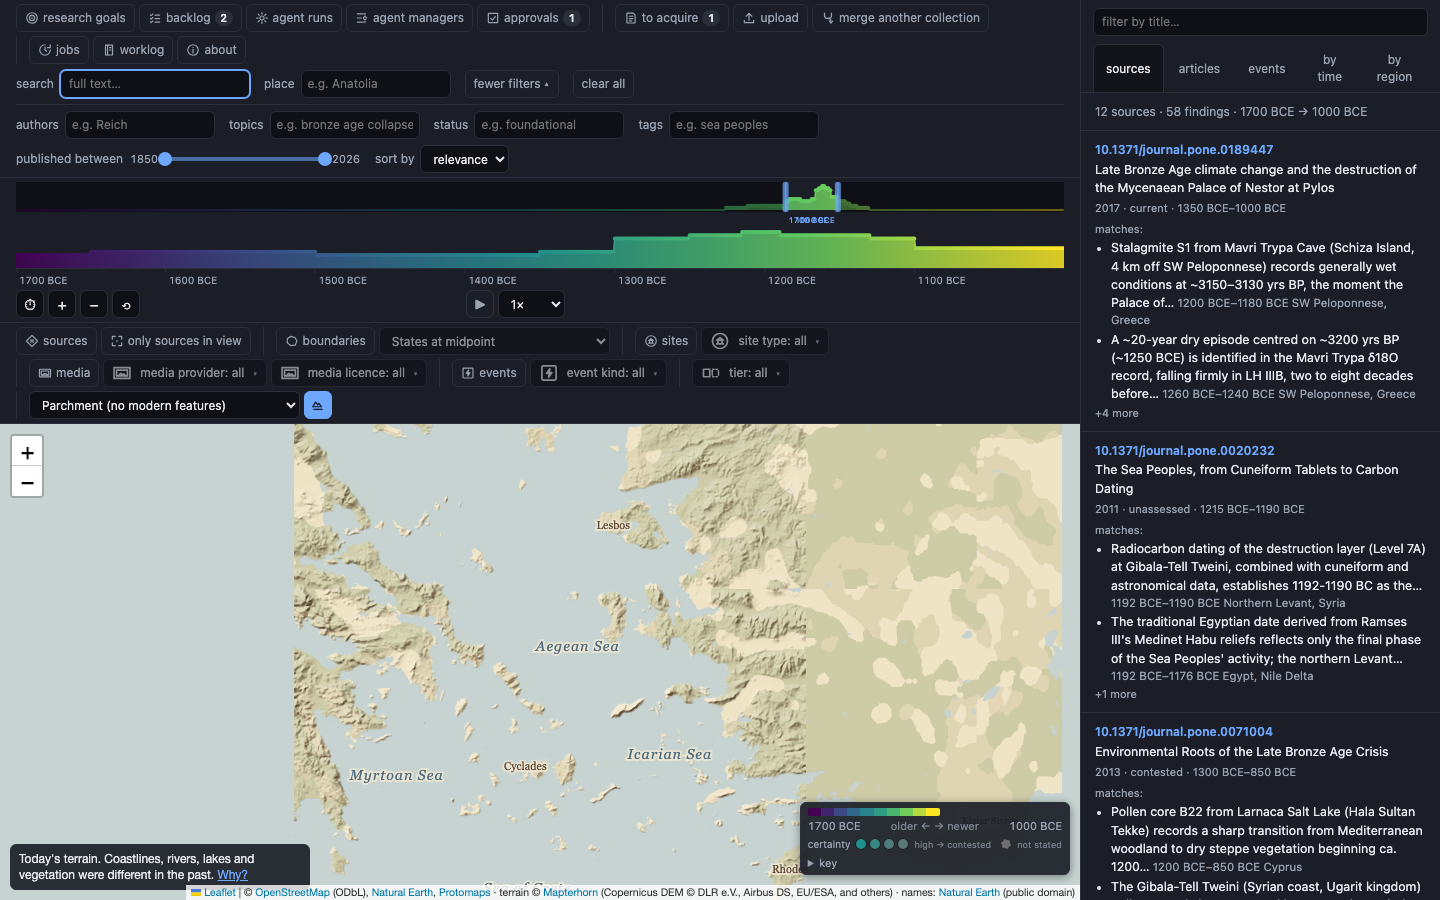 research goals
backlog 2
agent runs
agent managers
approvals 1
to acquire 1
upload
merge another collection
jobs
worklog
about
search full text...
place e.g. Anatolia
fewer filters
clear all
authors e.g. Reich
topics e.g. bronze age collapse
status e.g. foundational
tags e.g. sea peoples
published between 1850 2026
sort by relevance
1700 BCE 1600 BCE 1500 BCE 1400 BCE 1300 BCE 1200 BCE 1100 BCE
1×
sources
only sources in view
boundaries
States at midpoint
sites
site type: all
media
media provider: all
media licence: all
events
event kind: all
tier: all
Parchment (no modern features)
+
−
Lesbos
Aegean Sea
Icarian Sea
Cyclades
Myrtoan Sea
1700 BCE older ← → newer 1000 BCE
certainty high → contested not stated
key
Today's terrain. Coastlines, rivers, lakes and
vegetation were different in the past. Why?
Leaflet | © OpenStreetMap (ODbL), Natural Earth, Protomaps · terrain © Mapterhorn (Copernicus DEM © DLR e.V., Airbus DS, EU/ESA, and others) · names: Natural Earth (public domain)
filter by title...
sources
articles
events
by time
by region
12 sources · 58 findings · 1700 BCE → 1000 BCE
10.1371/journal.pone.0189447
Late Bronze Age climate change and the destruction of
the Mycenaean Palace of Nestor at Pylos
2017 · current · 1350 BCE–1000 BCE
matches:
• Stalagmite S1 from Mavri Trypa Cave (Schiza Island,
4 km off SW Peloponnese) records generally wet
conditions at ~3150–3130 yrs BP, the moment the
Palace of... 1200 BCE–1180 BCE SW Peloponnese,
Greece
• A ~20-year dry episode centred on ~3200 yrs BP
(~1250 BCE) is identified in the Mavri Trypa δ18O
record, falling firmly in LH IIIB, two to eight decades
before... 1260 BCE–1240 BCE SW Peloponnese, Greece
+4 more
10.1371/journal.pone.0020232
The Sea Peoples, from Cuneiform Tablets to Carbon
Dating
2011 · unassessed · 1215 BCE–1190 BCE
matches:
• Radiocarbon dating of the destruction layer (Level 7A)
at Gibala-Tell Tweini, combined with cuneiform and
astronomical data, establishes 1192-1190 BC as the...
1192 BCE–1190 BCE Northern Levant, Syria
• The traditional Egyptian date derived from Ramses
III's Medinet Habu reliefs reflects only the final phase
of the Sea Peoples' activity; the northern Levant...
1192 BCE–1176 BCE Egypt, Nile Delta
+1 more
10.1371/journal.pone.0071004
Environmental Roots of the Late Bronze Age Crisis
2013 · contested · 1300 BCE–850 BCE
matches:
• Pollen core B22 from Larnaca Salt Lake (Hala Sultan
Tekke) records a sharp transition from Mediterranean
woodland to dry steppe vegetation beginning ca.
1200... 1200 BCE–850 BCE Cyprus
• The Gibala-Tell Tweini (Syrian coast, Ugarit kingdom)